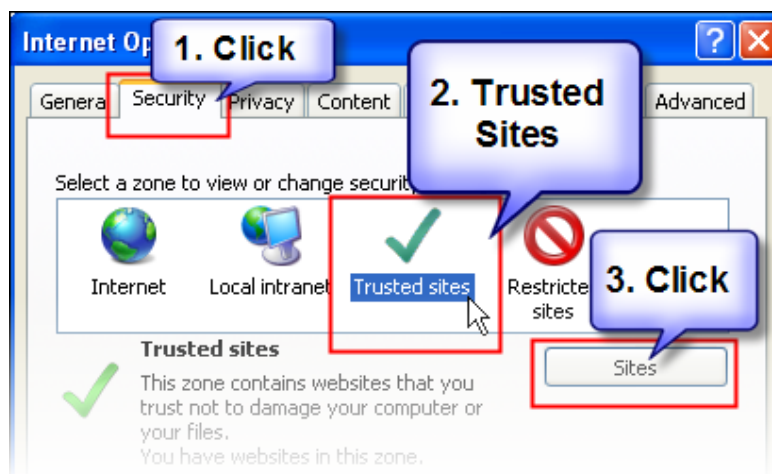 Internet Op
1. Click
General Security Privacy Content Advanced
2. Trusted
Sites
Select a zone to view or change security
Internet Local intranet Trusted sites Restricte
sites
3. Click
Trusted sites
Sites
This zone contains websites that you
trust not to damage your computer or
your files.
You have websites in this zone.